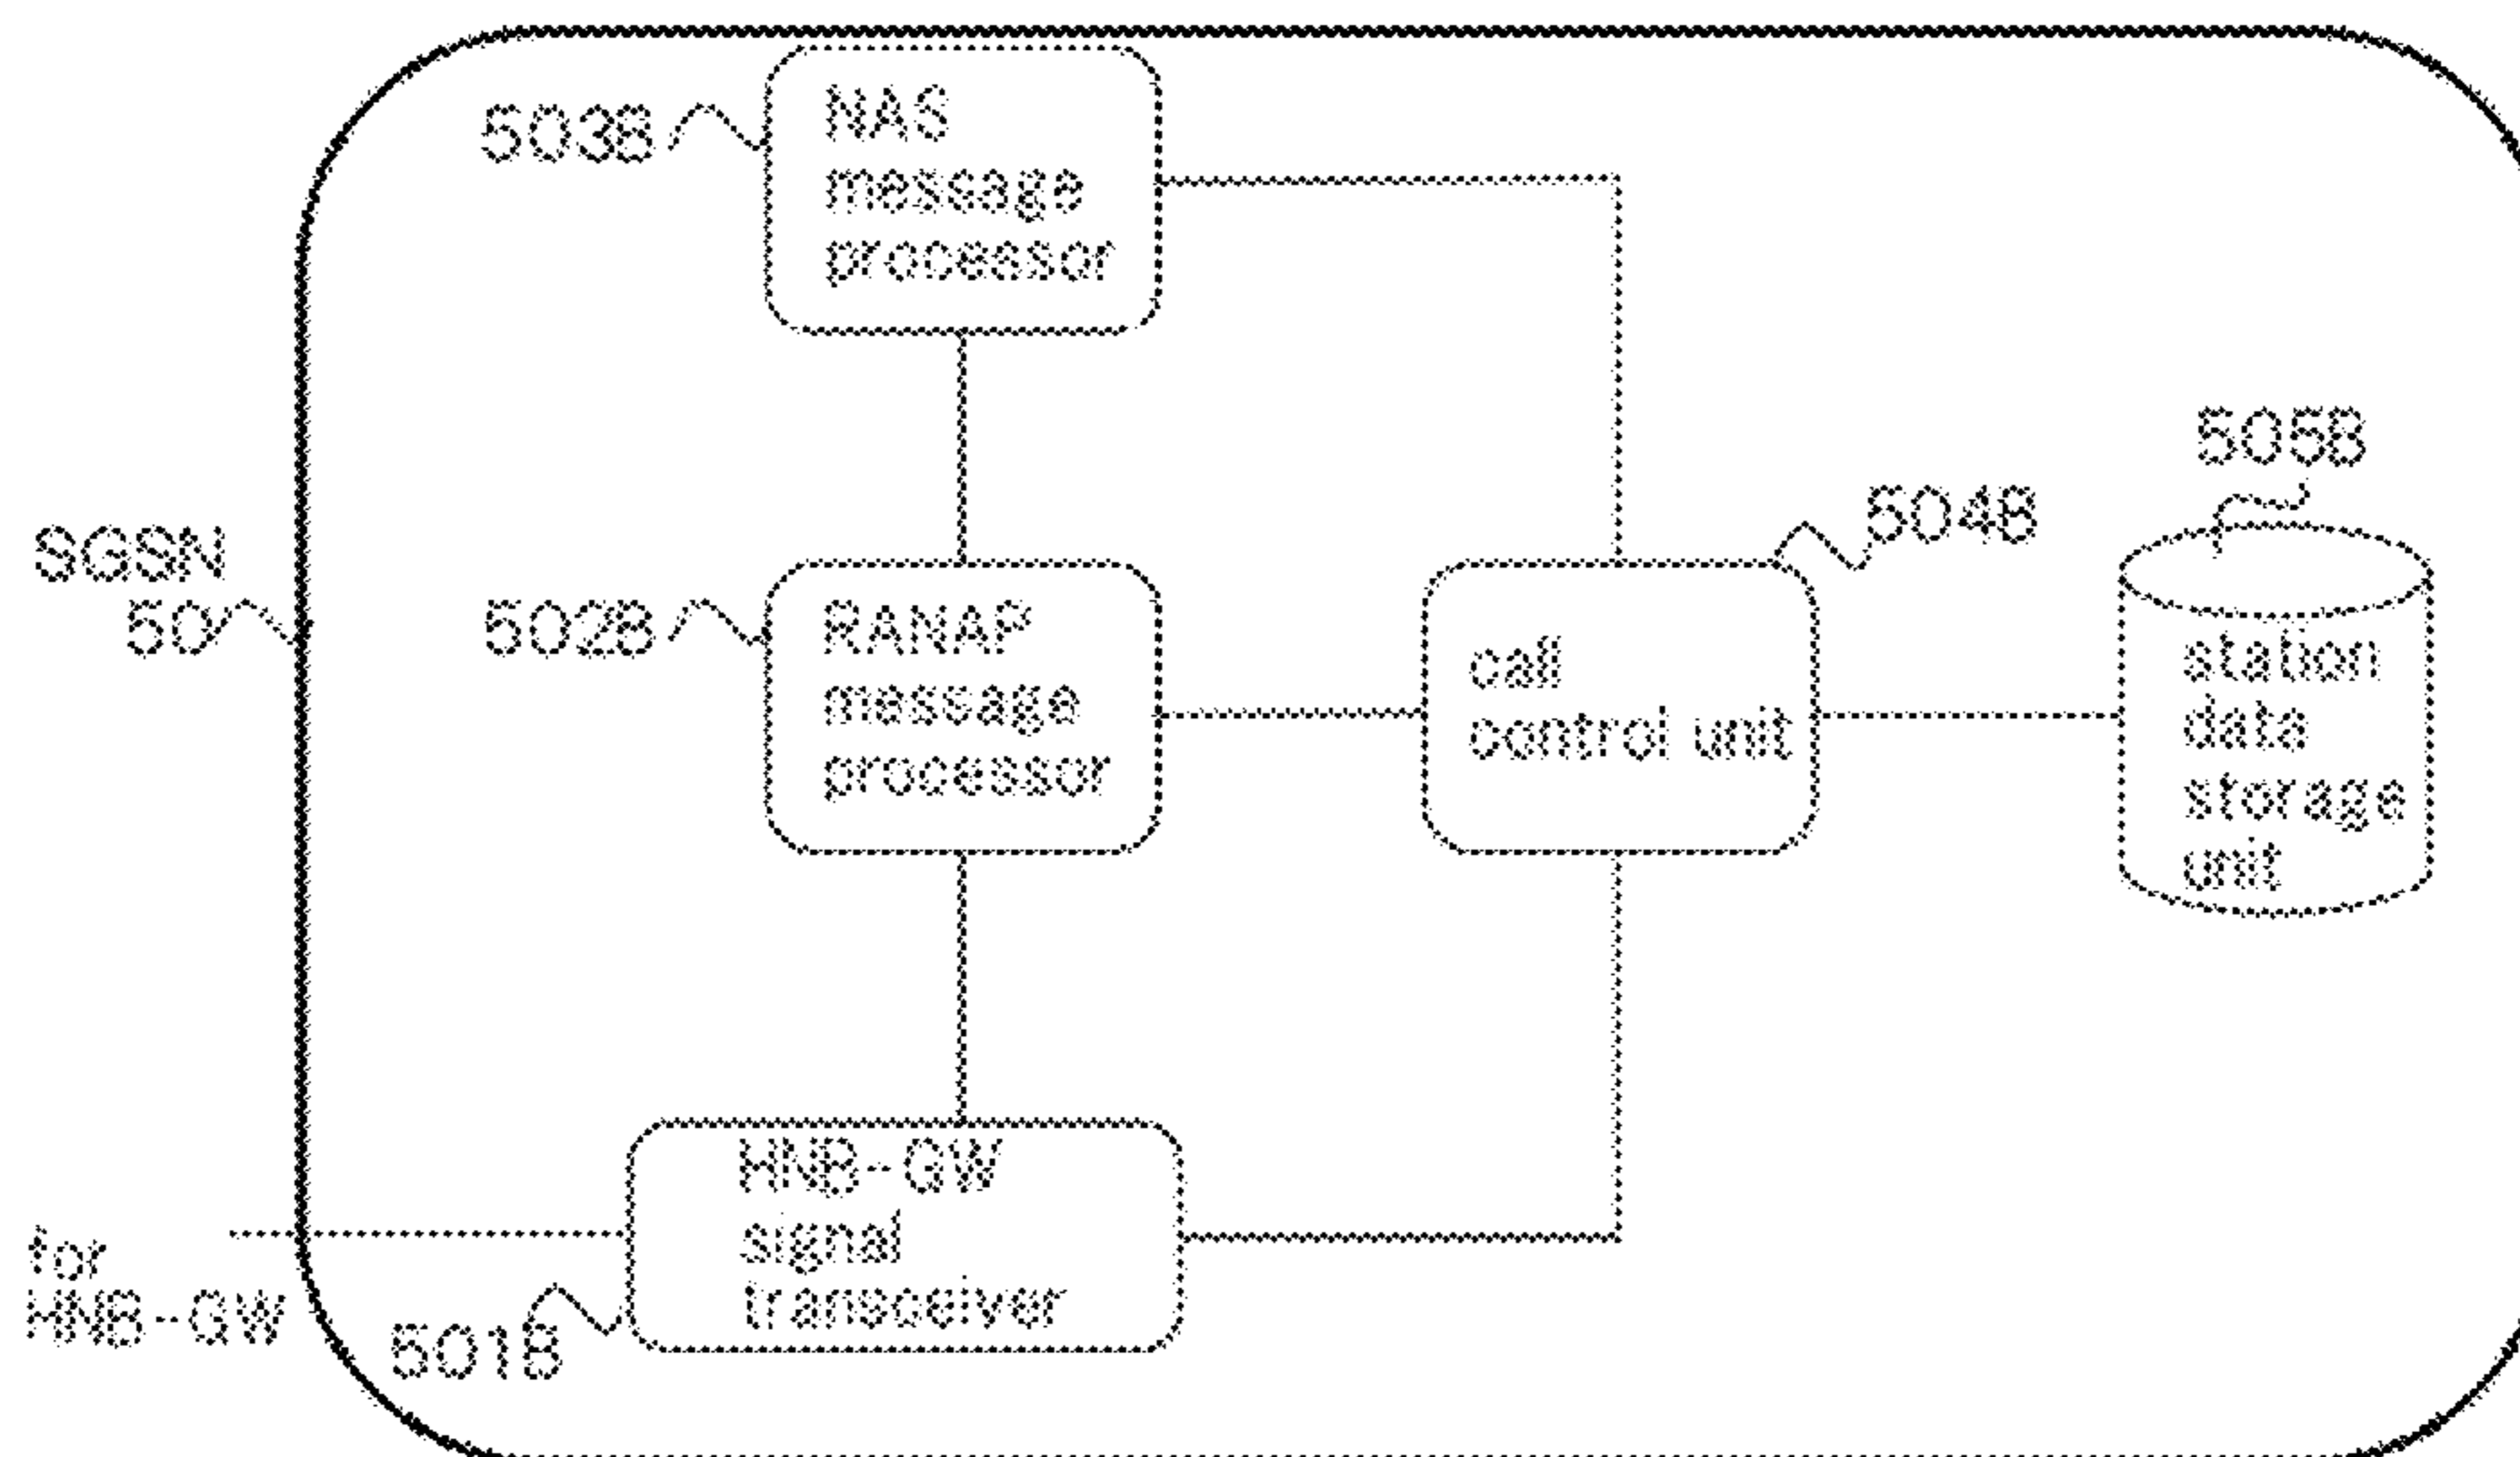 NAS
message
processor
503B
505B
504B
SGSN
50
502B
RANAP
message
processor
call
control unit
station
data
storage
unit
HNB-GW
signal
transceiver
for
HNB-GW
501B